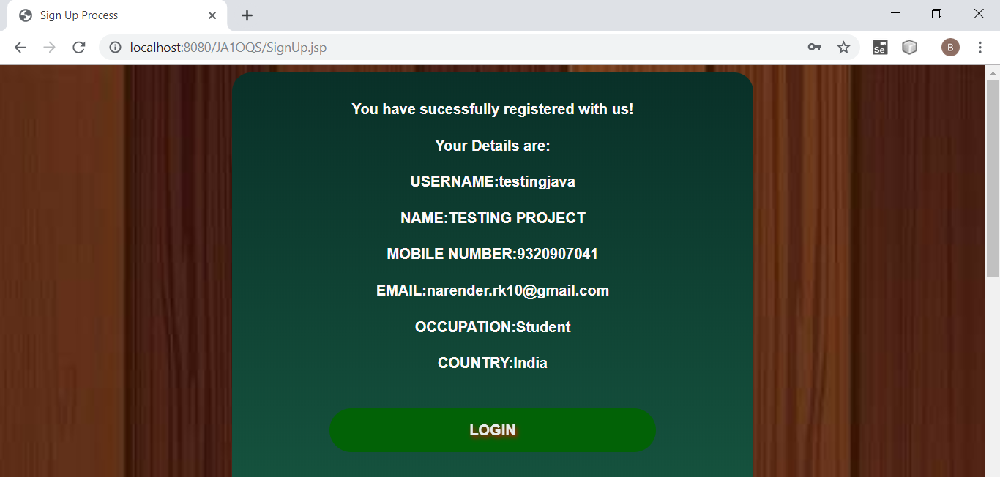 Sign Up Process
localhost:8080/JA1OQS/SignUp.jsp
Se
B
You have sucessfully registered with us!
Your Details are:
USERNAME:testingjava
NAME:TESTING PROJECT
MOBILE NUMBER:9320907041
EMAIL:narender.rk10@gmail.com
OCCUPATION:Student
COUNTRY:India
LOGIN